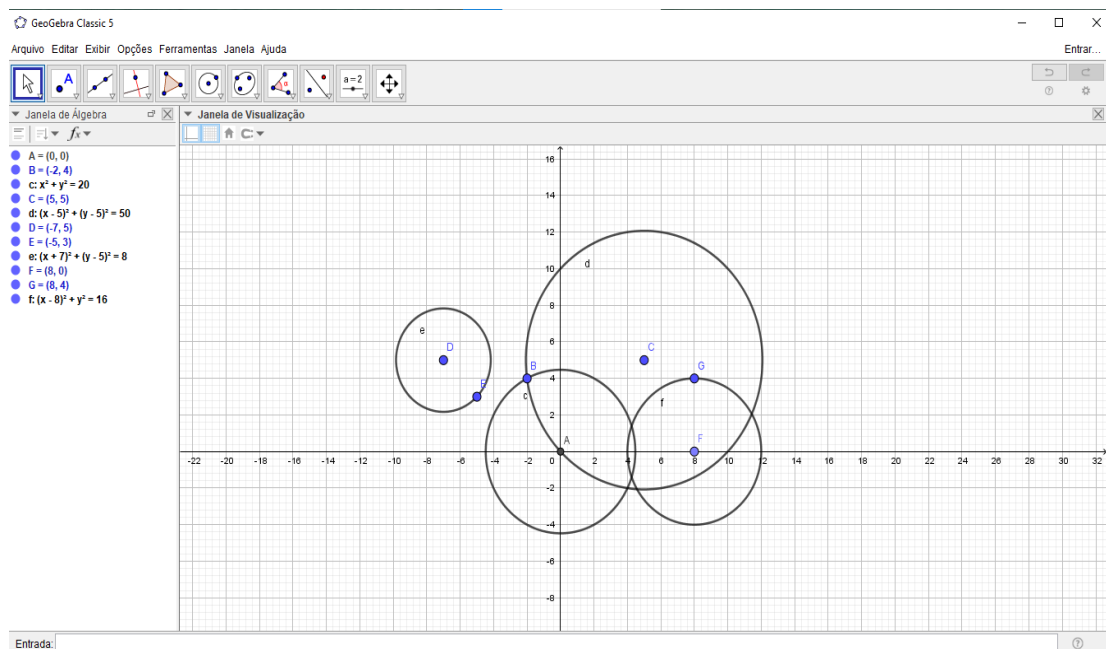 GeoGebra Classic 5
Arquivo Editar Exibir Opções Ferramentas Janela Ajuda Entrar...
A α a = 2
Janela de Álgebra
Janela de Visualização
fx
A = (0, 0)
B = (-2, 4)
c: x² + y² = 20
C = (5, 5)
d: (x - 5)² + (y - 5)² = 50
D = (-7, 5)
E = (-5, 3)
e: (x + 7)² + (y - 5)² = 8
F = (8, 0)
G = (8, 4)
f: (x - 8)² + y² = 16
16
14
12
10
d
8
e
6
D
C
B
G
4
E
c
f
2
A
F
-22 -20 -18 -16 -14 -12 -10 -8 -6 -4 -2 0 2 4 6 8 10 12 14 16 18 20 22 24 26 28 30 32
-2
-4
-6
-8
Entrada: